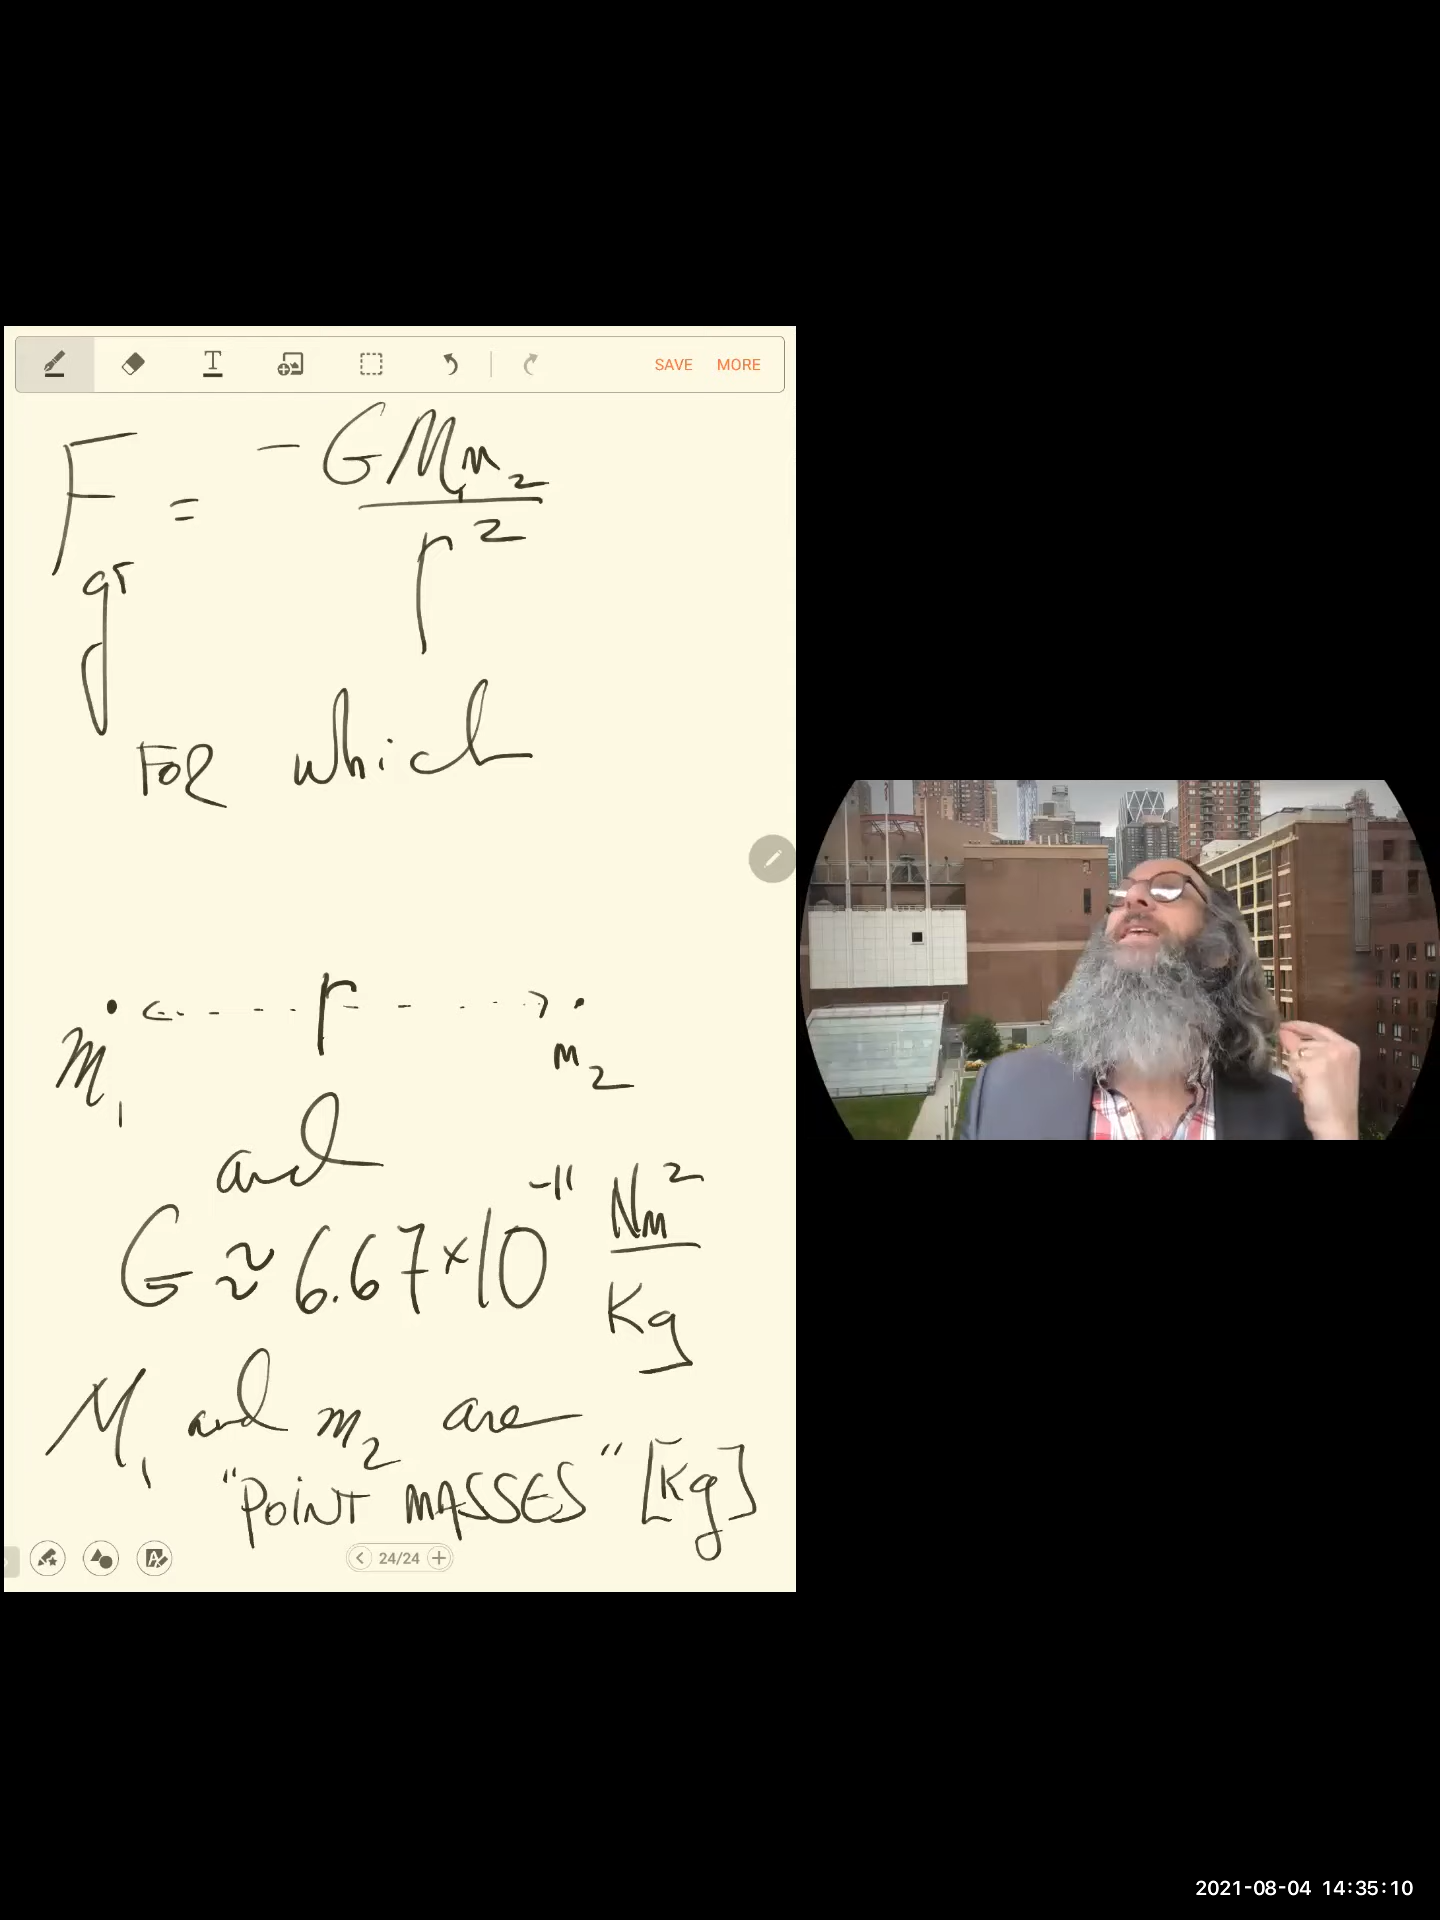 T SAVE MORE
F_gr = -GM₁m₂ / r²
FOR which
r
M₁ m₂
and
G ≈ 6.67×10⁻¹¹ Nm² / Kg
M₁ and m₂ are
"POINT MASSES" [Kg]
A 24/24
2021-08-04 14:35:10